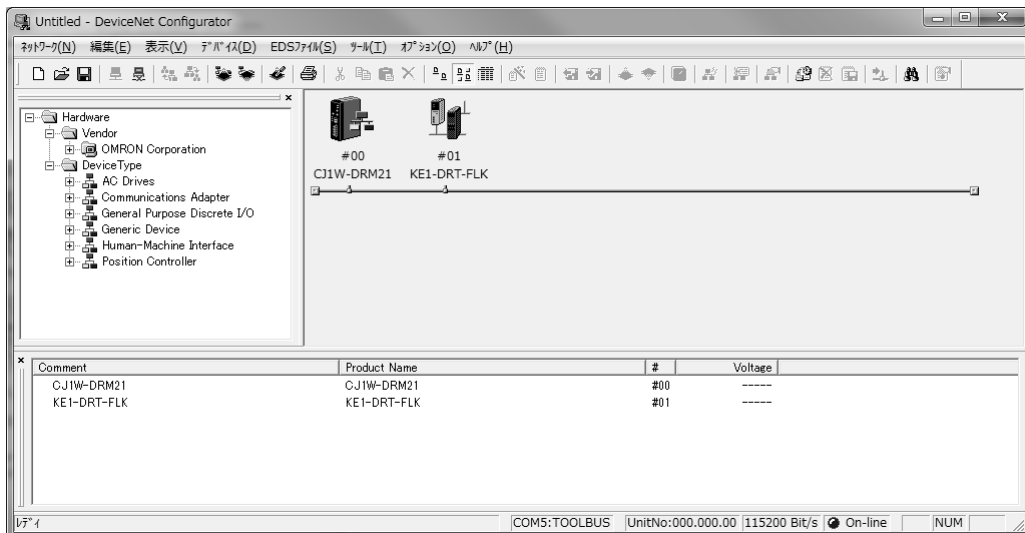 Untitled - DeviceNet Configurator
ﾈｯﾄﾜｰｸ(N) 編集(E) 表示(V) ﾃﾞﾊﾞｲｽ(D) EDSﾌｧｲﾙ(S) ﾂｰﾙ(T) ｵﾌﾟｼｮﾝ(O) ﾍﾙﾌﾟ(H)
Hardware
Vendor
OMRON Corporation
DeviceType
AC Drives
Communications Adapter
General Purpose Discrete I/O
Generic Device
Human-Machine Interface
Position Controller
#00 #01
CJ1W-DRM21 KE1-DRT-FLK
Comment Product Name # Voltage
CJ1W-DRM21 CJ1W-DRM21 #00 -----
KE1-DRT-FLK KE1-DRT-FLK #01 -----
ﾚﾃﾞｨ COM5:TOOLBUS UnitNo:000.000.00 115200 Bit/s On-line NUM